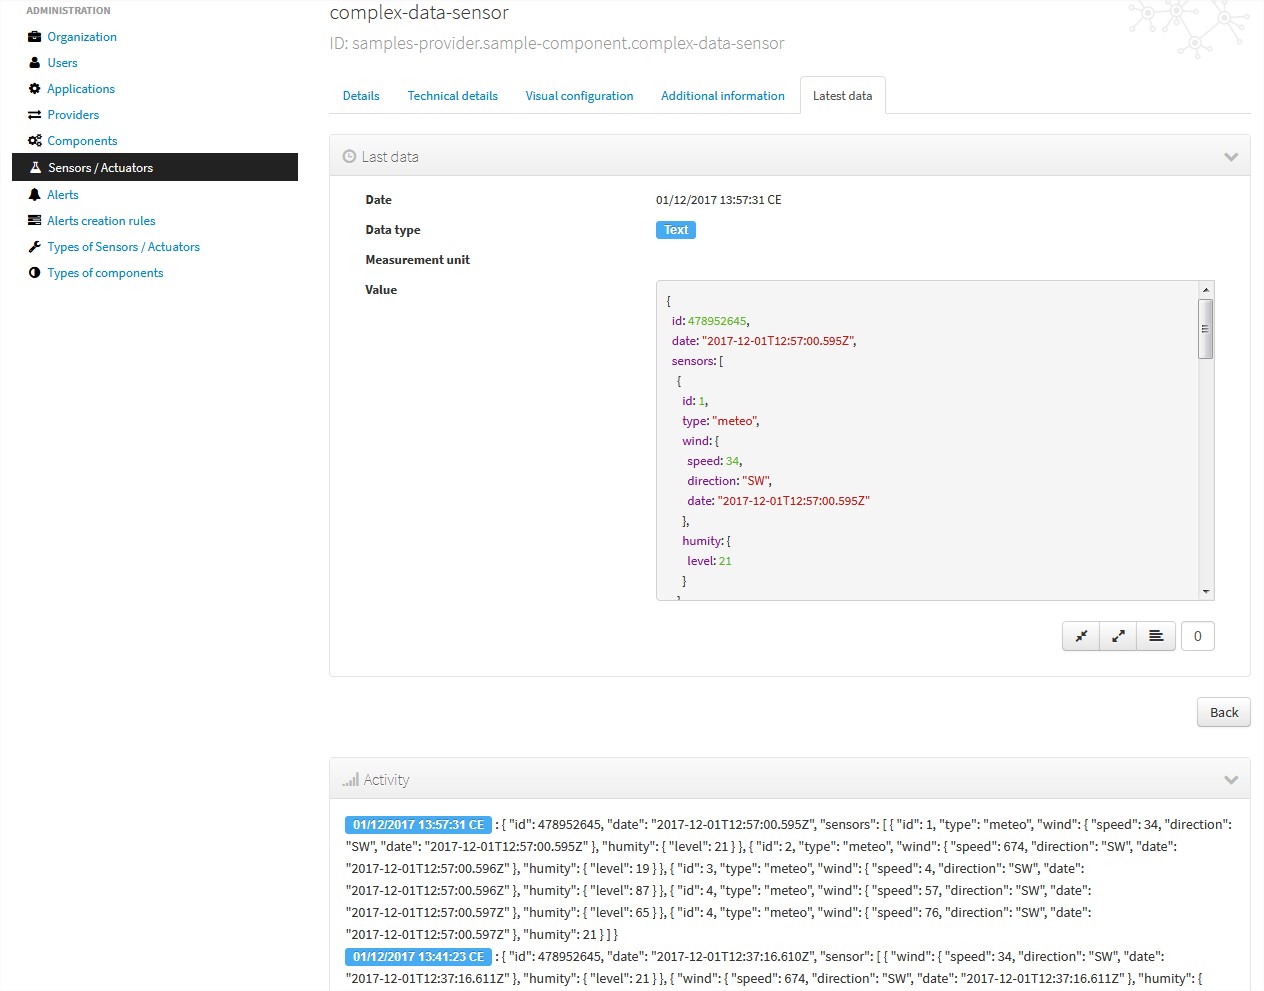 ADMINISTRATION
Organization
Users
Applications
Providers
Components
Sensors / Actuators
Alerts
Alerts creation rules
Types of Sensors / Actuators
Types of components
complex-data-sensor
ID: samples-provider.sample-component.complex-data-sensor
Details Technical details Visual configuration Additional information Latest data
Last data
Date 01/12/2017 13:57:31 CE
Data type Text
Measurement unit
Value
{
id: 478952645,
date: "2017-12-01T12:57:00.595Z",
sensors: [
{
id: 1,
type: "meteo",
wind: {
speed: 34,
direction: "SW",
date: "2017-12-01T12:57:00.595Z"
},
humity: {
level: 21
}
0
Back
Activity
01/12/2017 13:57:31 CE : { "id": 478952645, "date": "2017-12-01T12:57:00.595Z", "sensors": [ { "id": 1, "type": "meteo", "wind": { "speed": 34, "direction":
"SW", "date": "2017-12-01T12:57:00.595Z" }, "humity": { "level": 21 } }, { "id": 2, "type": "meteo", "wind": { "speed": 674, "direction": "SW", "date":
"2017-12-01T12:57:00.596Z" }, "humity": { "level": 19 } }, { "id": 3, "type": "meteo", "wind": { "speed": 4, "direction": "SW", "date":
"2017-12-01T12:57:00.596Z" }, "humity": { "level": 87 } }, { "id": 4, "type": "meteo", "wind": { "speed": 57, "direction": "SW", "date":
"2017-12-01T12:57:00.597Z" }, "humity": { "level": 65 } }, { "id": 4, "type": "meteo", "wind": { "speed": 76, "direction": "SW", "date":
"2017-12-01T12:57:00.597Z" }, "humity": 21 } ] }
01/12/2017 13:41:23 CE : { "id": 478952645, "date": "2017-12-01T12:37:16.610Z", "sensor": [ { "wind": { "speed": 34, "direction": "SW", "date":
"2017-12-01T12:37:16.611Z" }, "humity": { "level": 21 } }, { "wind": { "speed": 674, "direction": "SW", "date": "2017-12-01T12:37:16.611Z" }, "humity": {